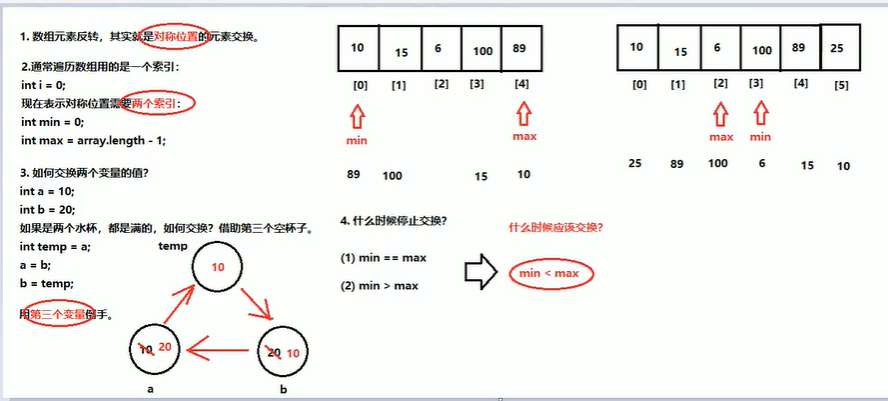 1. 数组元素反转，其实就是对称位置的元素交换。
2.通常遍历数组用的是一个索引：
int i = 0;
现在表示对称位置需要两个索引：
int min = 0;
int max = array.length - 1;
3. 如何交换两个变量的值?
int a = 10;
int b = 20;
如果是两个水杯，都是满的，如何交换？借助第三个空杯子。
int temp = a;
a = b;
b = temp;
用第三个变量倒手。
temp
10
10 20
20 10
a b
10 15 6 100 89
[0] [1] [2] [3] [4]
min max
89 100 15 10
10 15 6 100 89 25
[0] [1] [2] [3] [4] [5]
max min
25 89 100 6 15 10
4. 什么时候停止交换?
(1) min == max
(2) min > max
什么时候应该交换?
min < max